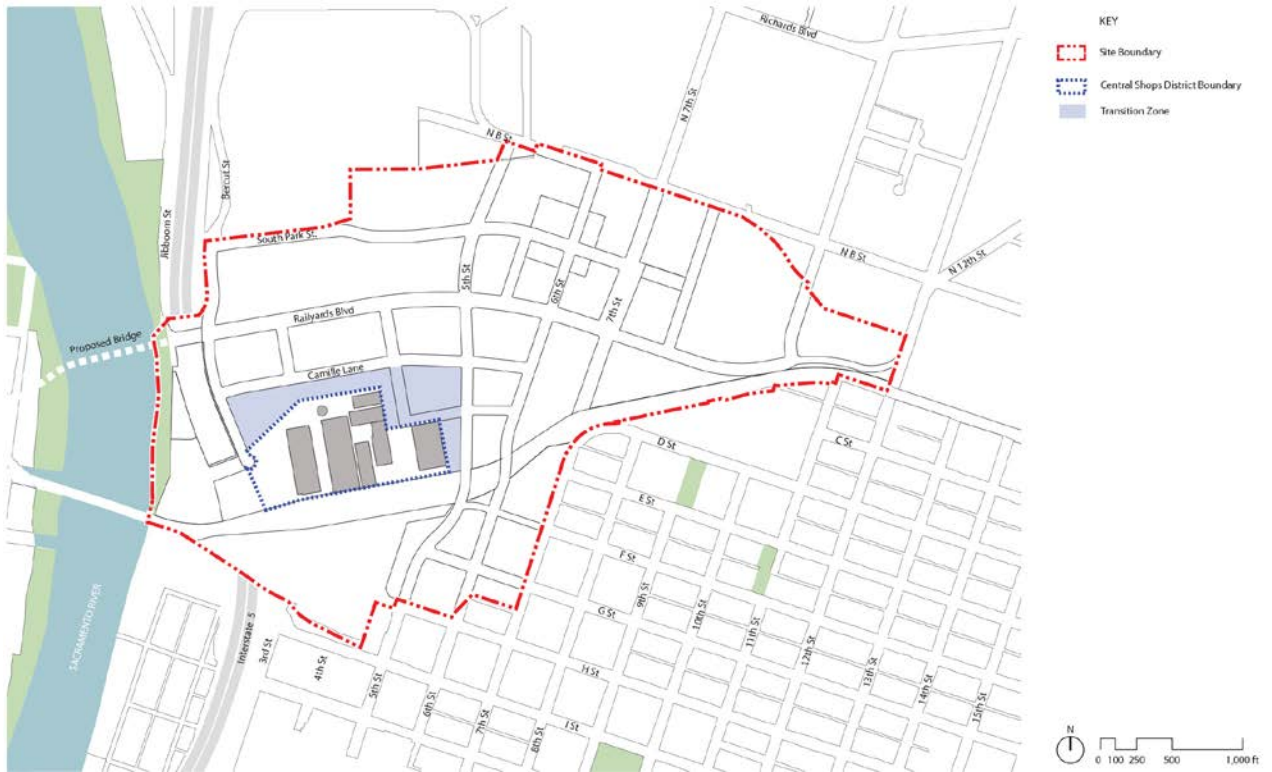 Richards Blvd
KEY
Site Boundary
Central Shops District Boundary
Transition Zone
N 7th St
N B St
Bercut St
Jibboom St
South Park St.
N B St
N 12th St
5th St
6th St
7th St
Railyards Blvd
Proposed Bridge
Camille Lane
D St
C St
E St
F St
G St
9th St
10th St
11th St
12th St
13th St
14th St
15th St
H St
I St
SACRAMENTO RIVER
Interstate 5
3rd St
4th St
5th St
6th St
7th St
8th St
N
0 100 250 500 1,000 ft